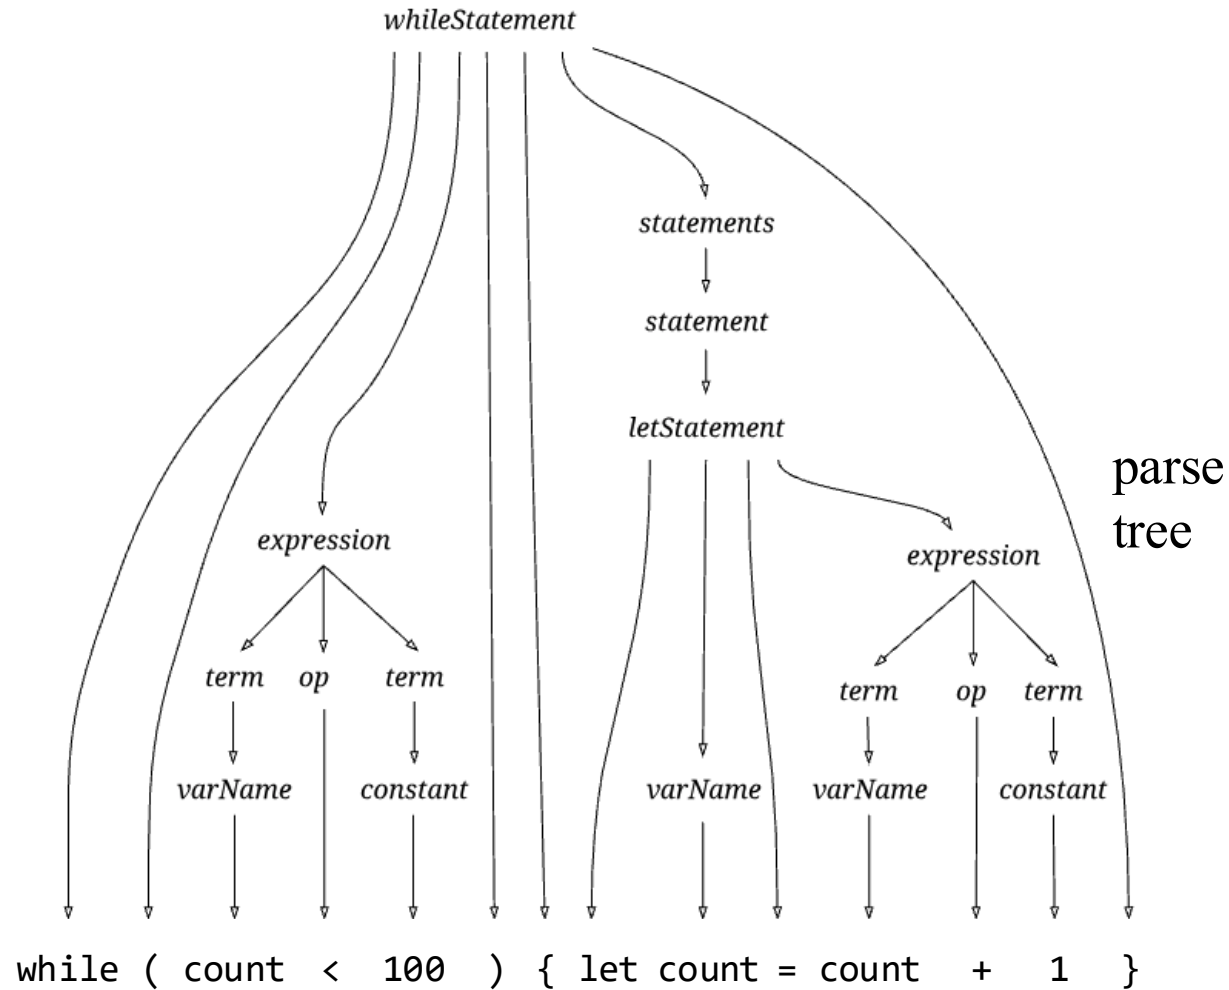 whileStatement
statements
statement
letStatement
parse
tree
expression
expression
term op term
term op term
varName constant varName varName constant
while ( count < 100 ) { let count = count + 1 }